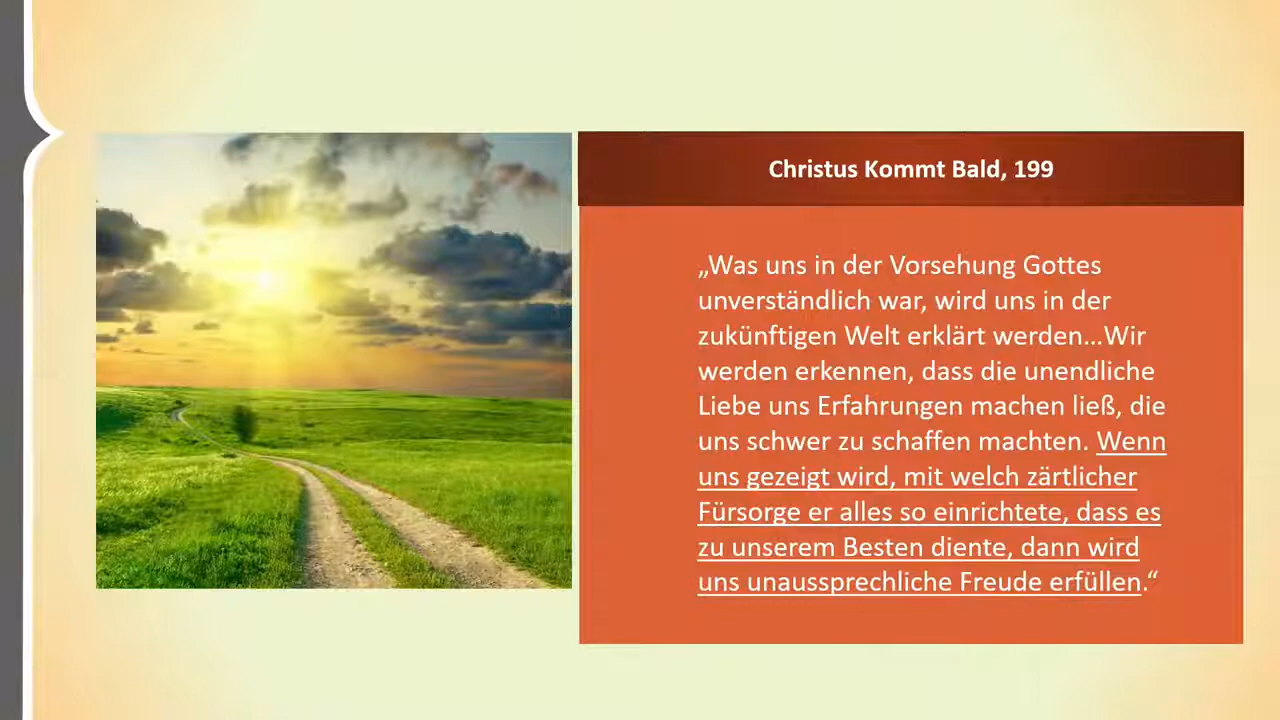 Christus Kommt Bald, 199
„Was uns in der Vorsehung Gottes
unverständlich war, wird uns in der
zukünftigen Welt erklärt werden…Wir
werden erkennen, dass die unendliche
Liebe uns Erfahrungen machen ließ, die
uns schwer zu schaffen machten. Wenn
uns gezeigt wird, mit welch zärtlicher
Fürsorge er alles so einrichtete, dass es
zu unserem Besten diente, dann wird
uns unaussprechliche Freude erfüllen.“